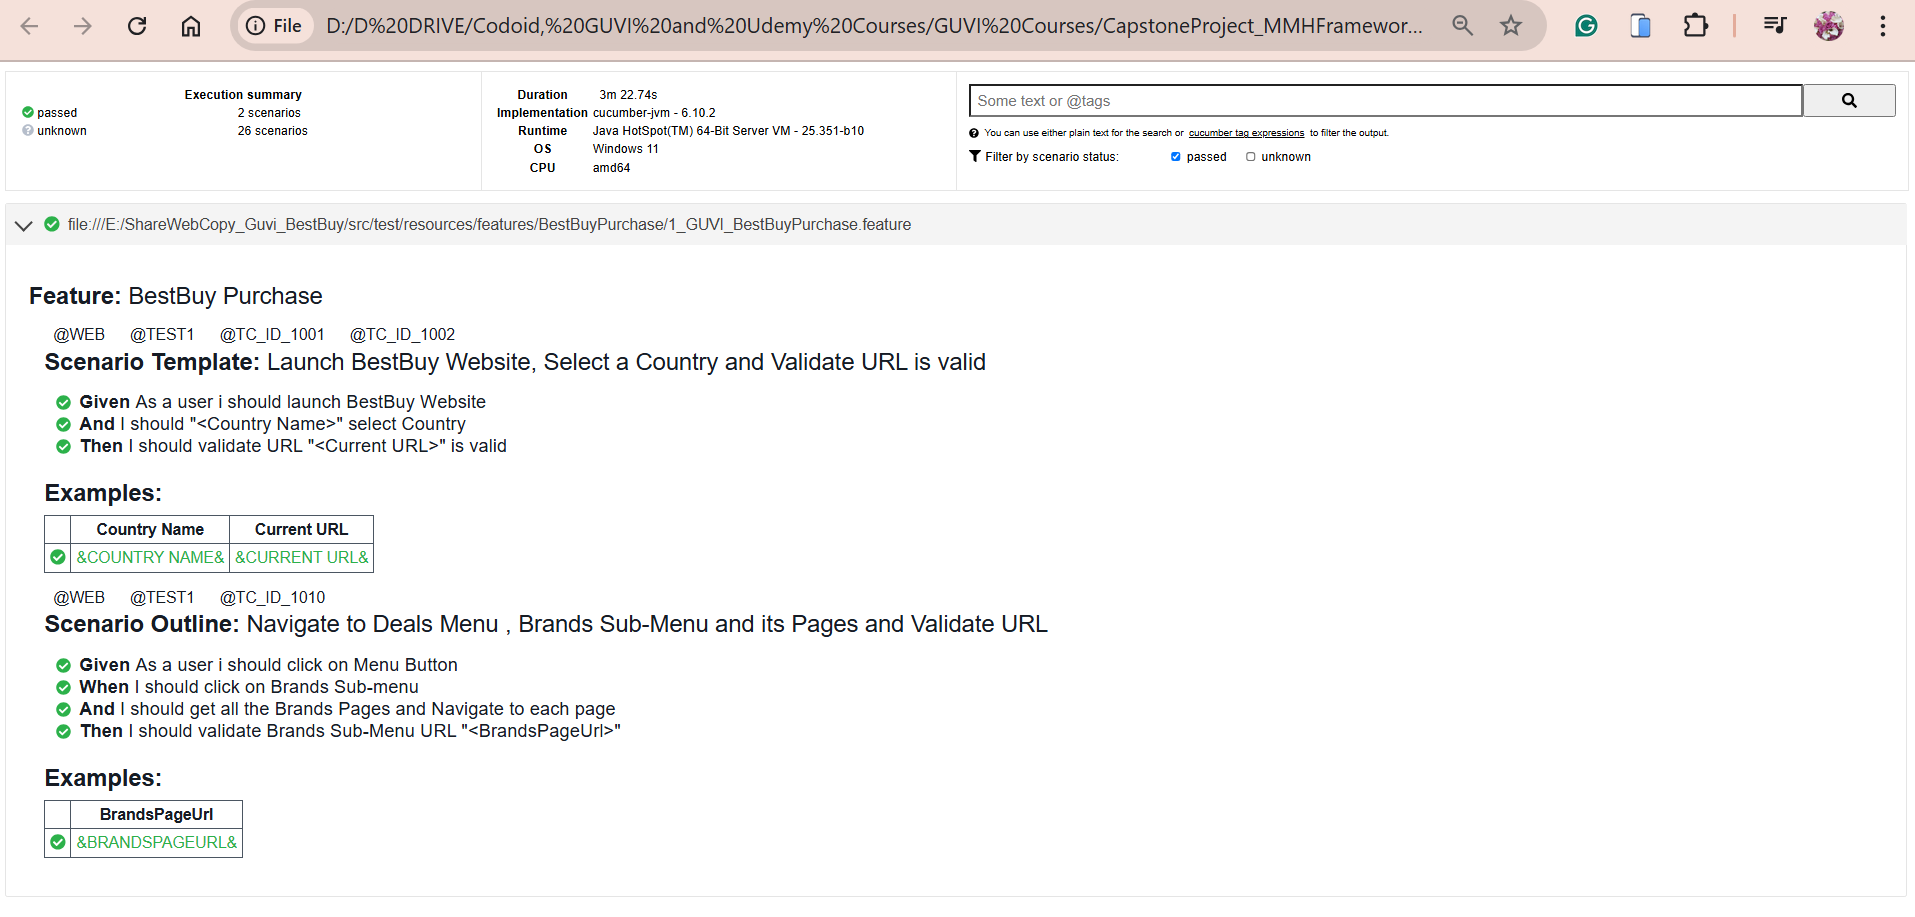 File D:/D%20DRIVE/Codoid,%20GUVI%20and%20Udemy%20Courses/GUVI%20Courses/CapstoneProject_MMHFramewor...
Execution summary
passed 2 scenarios
unknown 26 scenarios
Duration 3m 22.74s
Implementation cucumber-jvm - 6.10.2
Runtime Java HotSpot(TM) 64-Bit Server VM - 25.351-b10
OS Windows 11
CPU amd64
Some text or @tags
You can use either plain text for the search or cucumber tag expressions to filter the output.
Filter by scenario status: passed unknown
file:///E:/ShareWebCopy_Guvi_BestBuy/src/test/resources/features/BestBuyPurchase/1_GUVI_BestBuyPurchase.feature
Feature: BestBuy Purchase
@WEB @TEST1 @TC_ID_1001 @TC_ID_1002
Scenario Template: Launch BestBuy Website, Select a Country and Validate URL is valid
Given As a user i should launch BestBuy Website
And I should "<Country Name>" select Country
Then I should validate URL "<Current URL>" is valid
Examples:
Country Name Current URL
&COUNTRY NAME& &CURRENT URL&
@WEB @TEST1 @TC_ID_1010
Scenario Outline: Navigate to Deals Menu , Brands Sub-Menu and its Pages and Validate URL
Given As a user i should click on Menu Button
When I should click on Brands Sub-menu
And I should get all the Brands Pages and Navigate to each page
Then I should validate Brands Sub-Menu URL "<BrandsPageUrl>"
Examples:
BrandsPageUrl
&BRANDSPAGEURL&